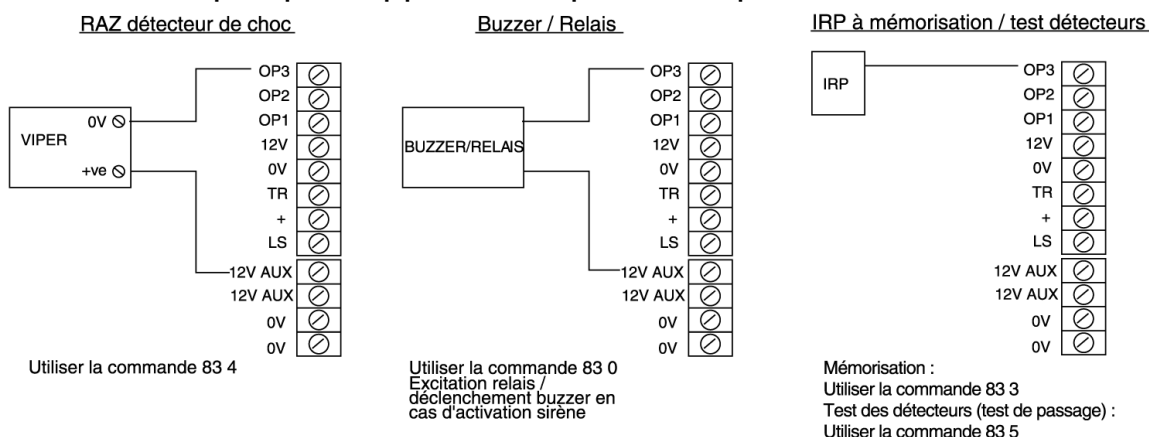 RAZ détecteur de choc
VIPER
0V
+ve
OP3
OP2
OP1
12V
0V
TR
+
LS
12V AUX
12V AUX
0V
0V
Utiliser la commande 83 4
Buzzer / Relais
BUZZER/RELAIS
OP3
OP2
OP1
12V
0V
TR
+
LS
12V AUX
12V AUX
0V
0V
Utiliser la commande 83 0
Excitation relais /
déclenchement buzzer en
cas d'activation sirène
IRP à mémorisation / test détecteurs
IRP
OP3
OP2
OP1
12V
0V
TR
+
LS
12V AUX
12V AUX
0V
0V
Mémorisation :
Utiliser la commande 83 3
Test des détecteurs (test de passage) :
Utiliser la commande 83 5